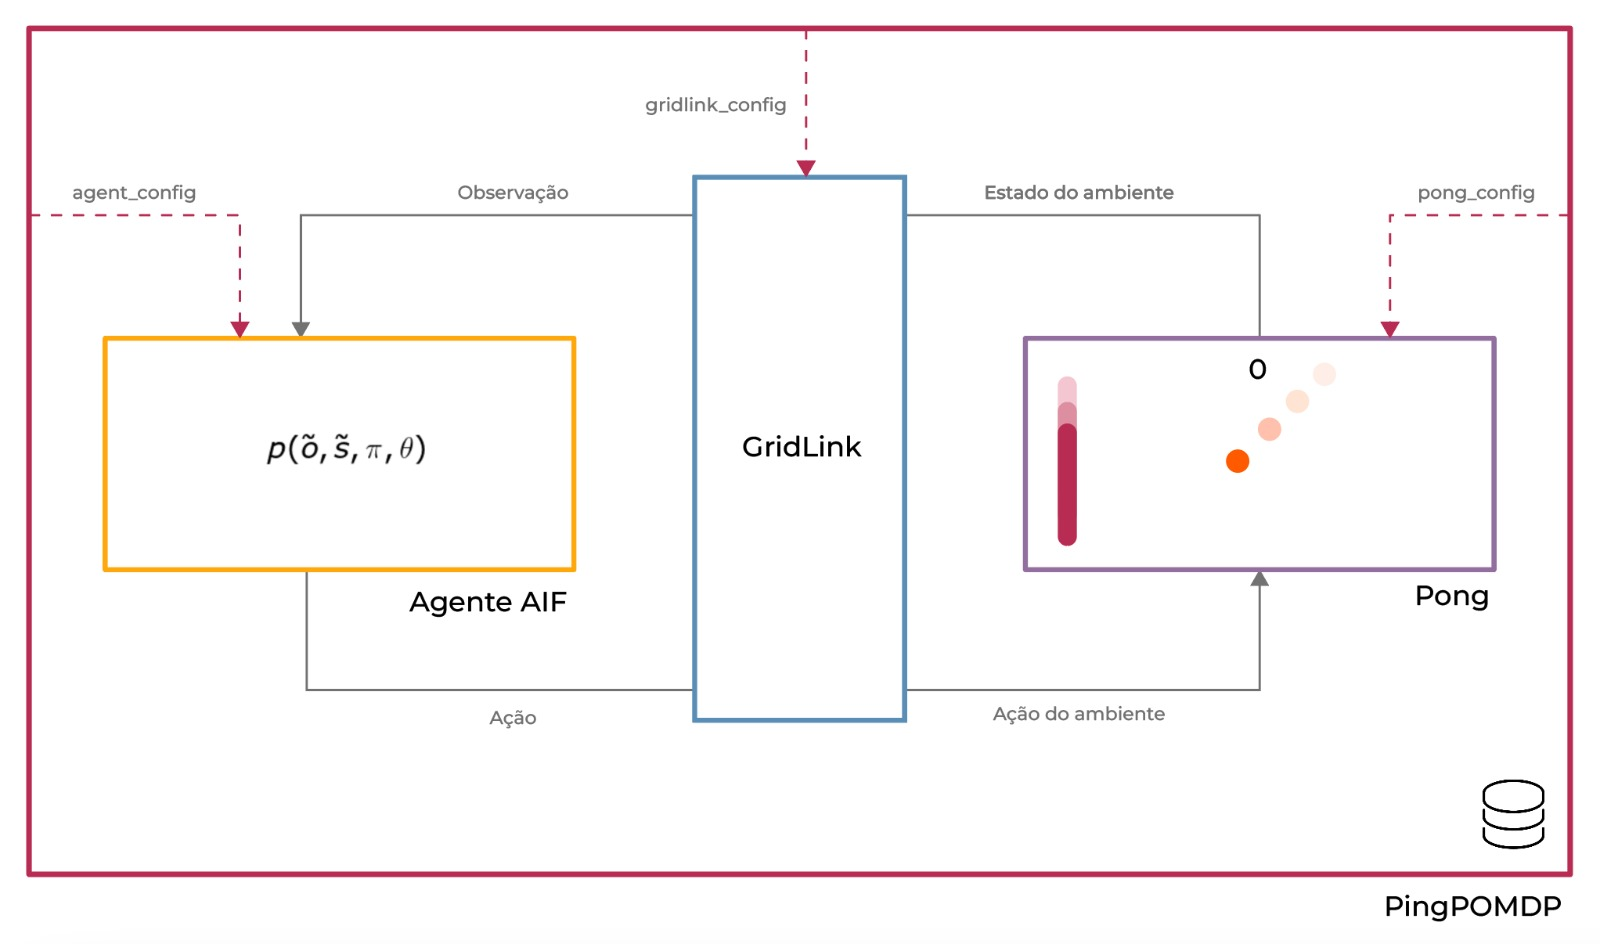 gridlink_config
agent_config
Observação
Estado do ambiente
pong_config
0
p(õ, s̃, π, θ)
GridLink
Agente AIF
Pong
Ação
Ação do ambiente
PingPOMDP